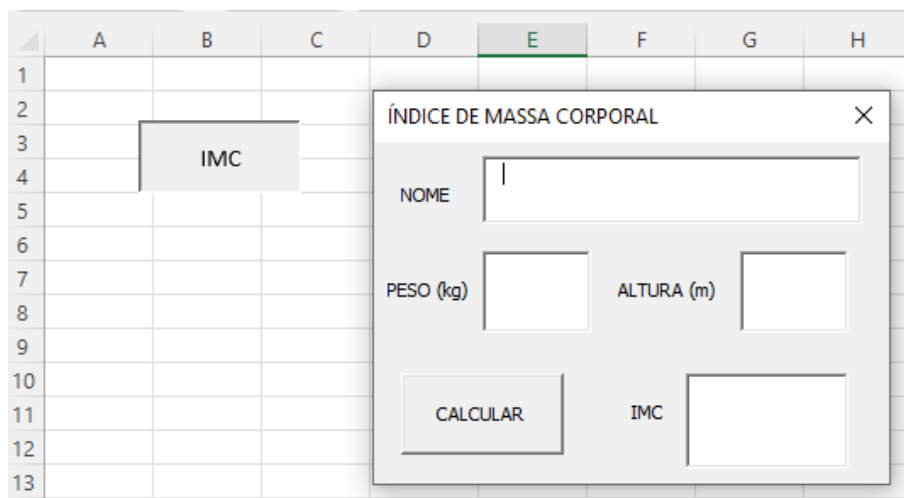 A B C D E F G H
1
2
3
4
5
6
7
8
9
10
11
12
13
IMC
ÍNDICE DE MASSA CORPORAL
NOME
PESO (kg) ALTURA (m)
CALCULAR IMC